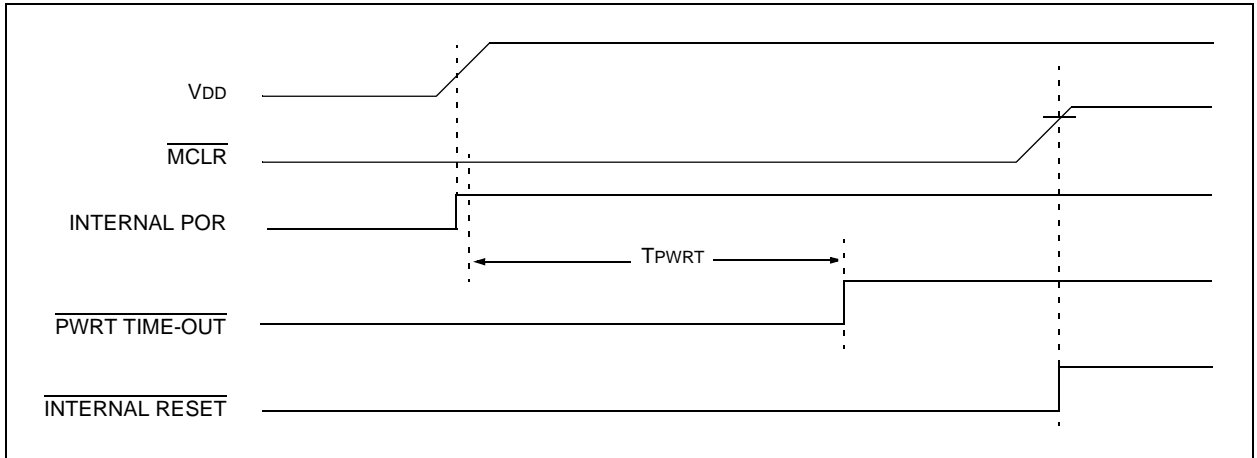 VDD
MCLR
INTERNAL POR
TPWRT
PWRT TIME-OUT
INTERNAL RESET